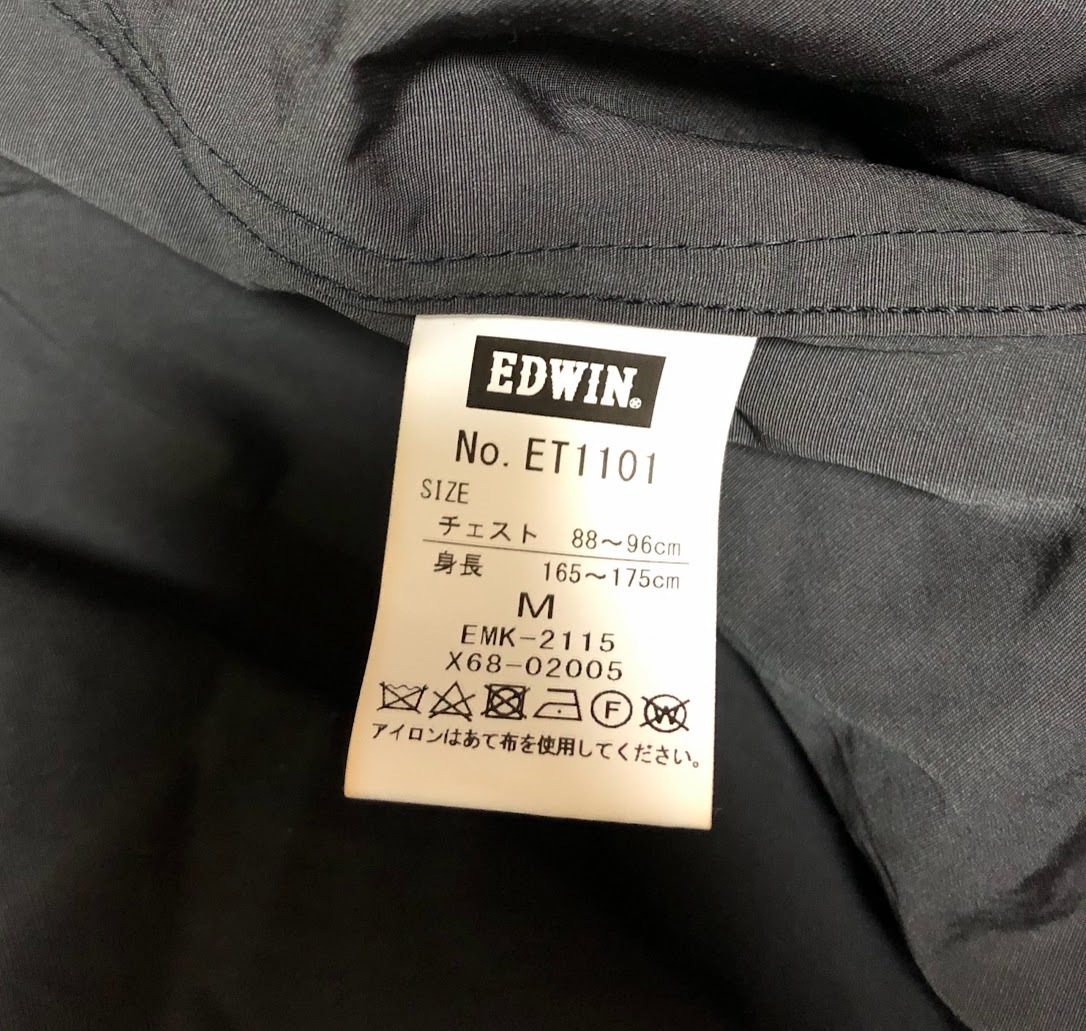 EDWIN®
No. ET1101
SIZE
チェスト 88～96cm
身長 165～175cm
M
EMK-2115
X68-02005
F W
アイロンはあて布を使用してください。